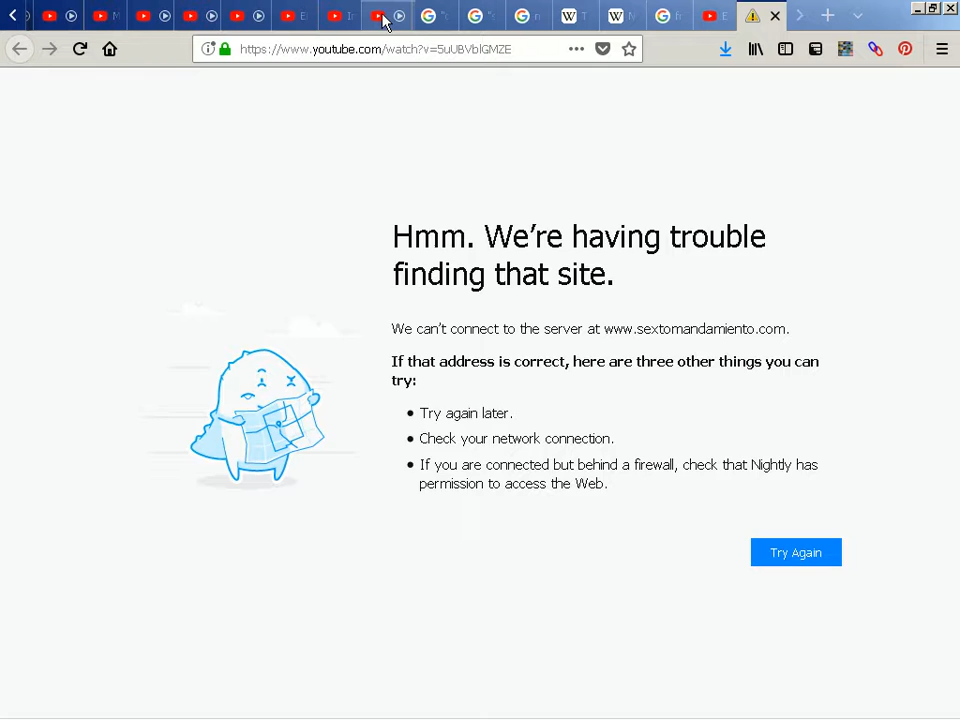 https://www.youtube.com/watch?v=5uUBVblGMZE
Hmm. We're having trouble
finding that site.
We can't connect to the server at www.sextomandamiento.com.
If that address is correct, here are three other things you can
try:
Try again later.
Check your network connection.
If you are connected but behind a firewall, check that Nightly has
permission to access the Web.
Try Again